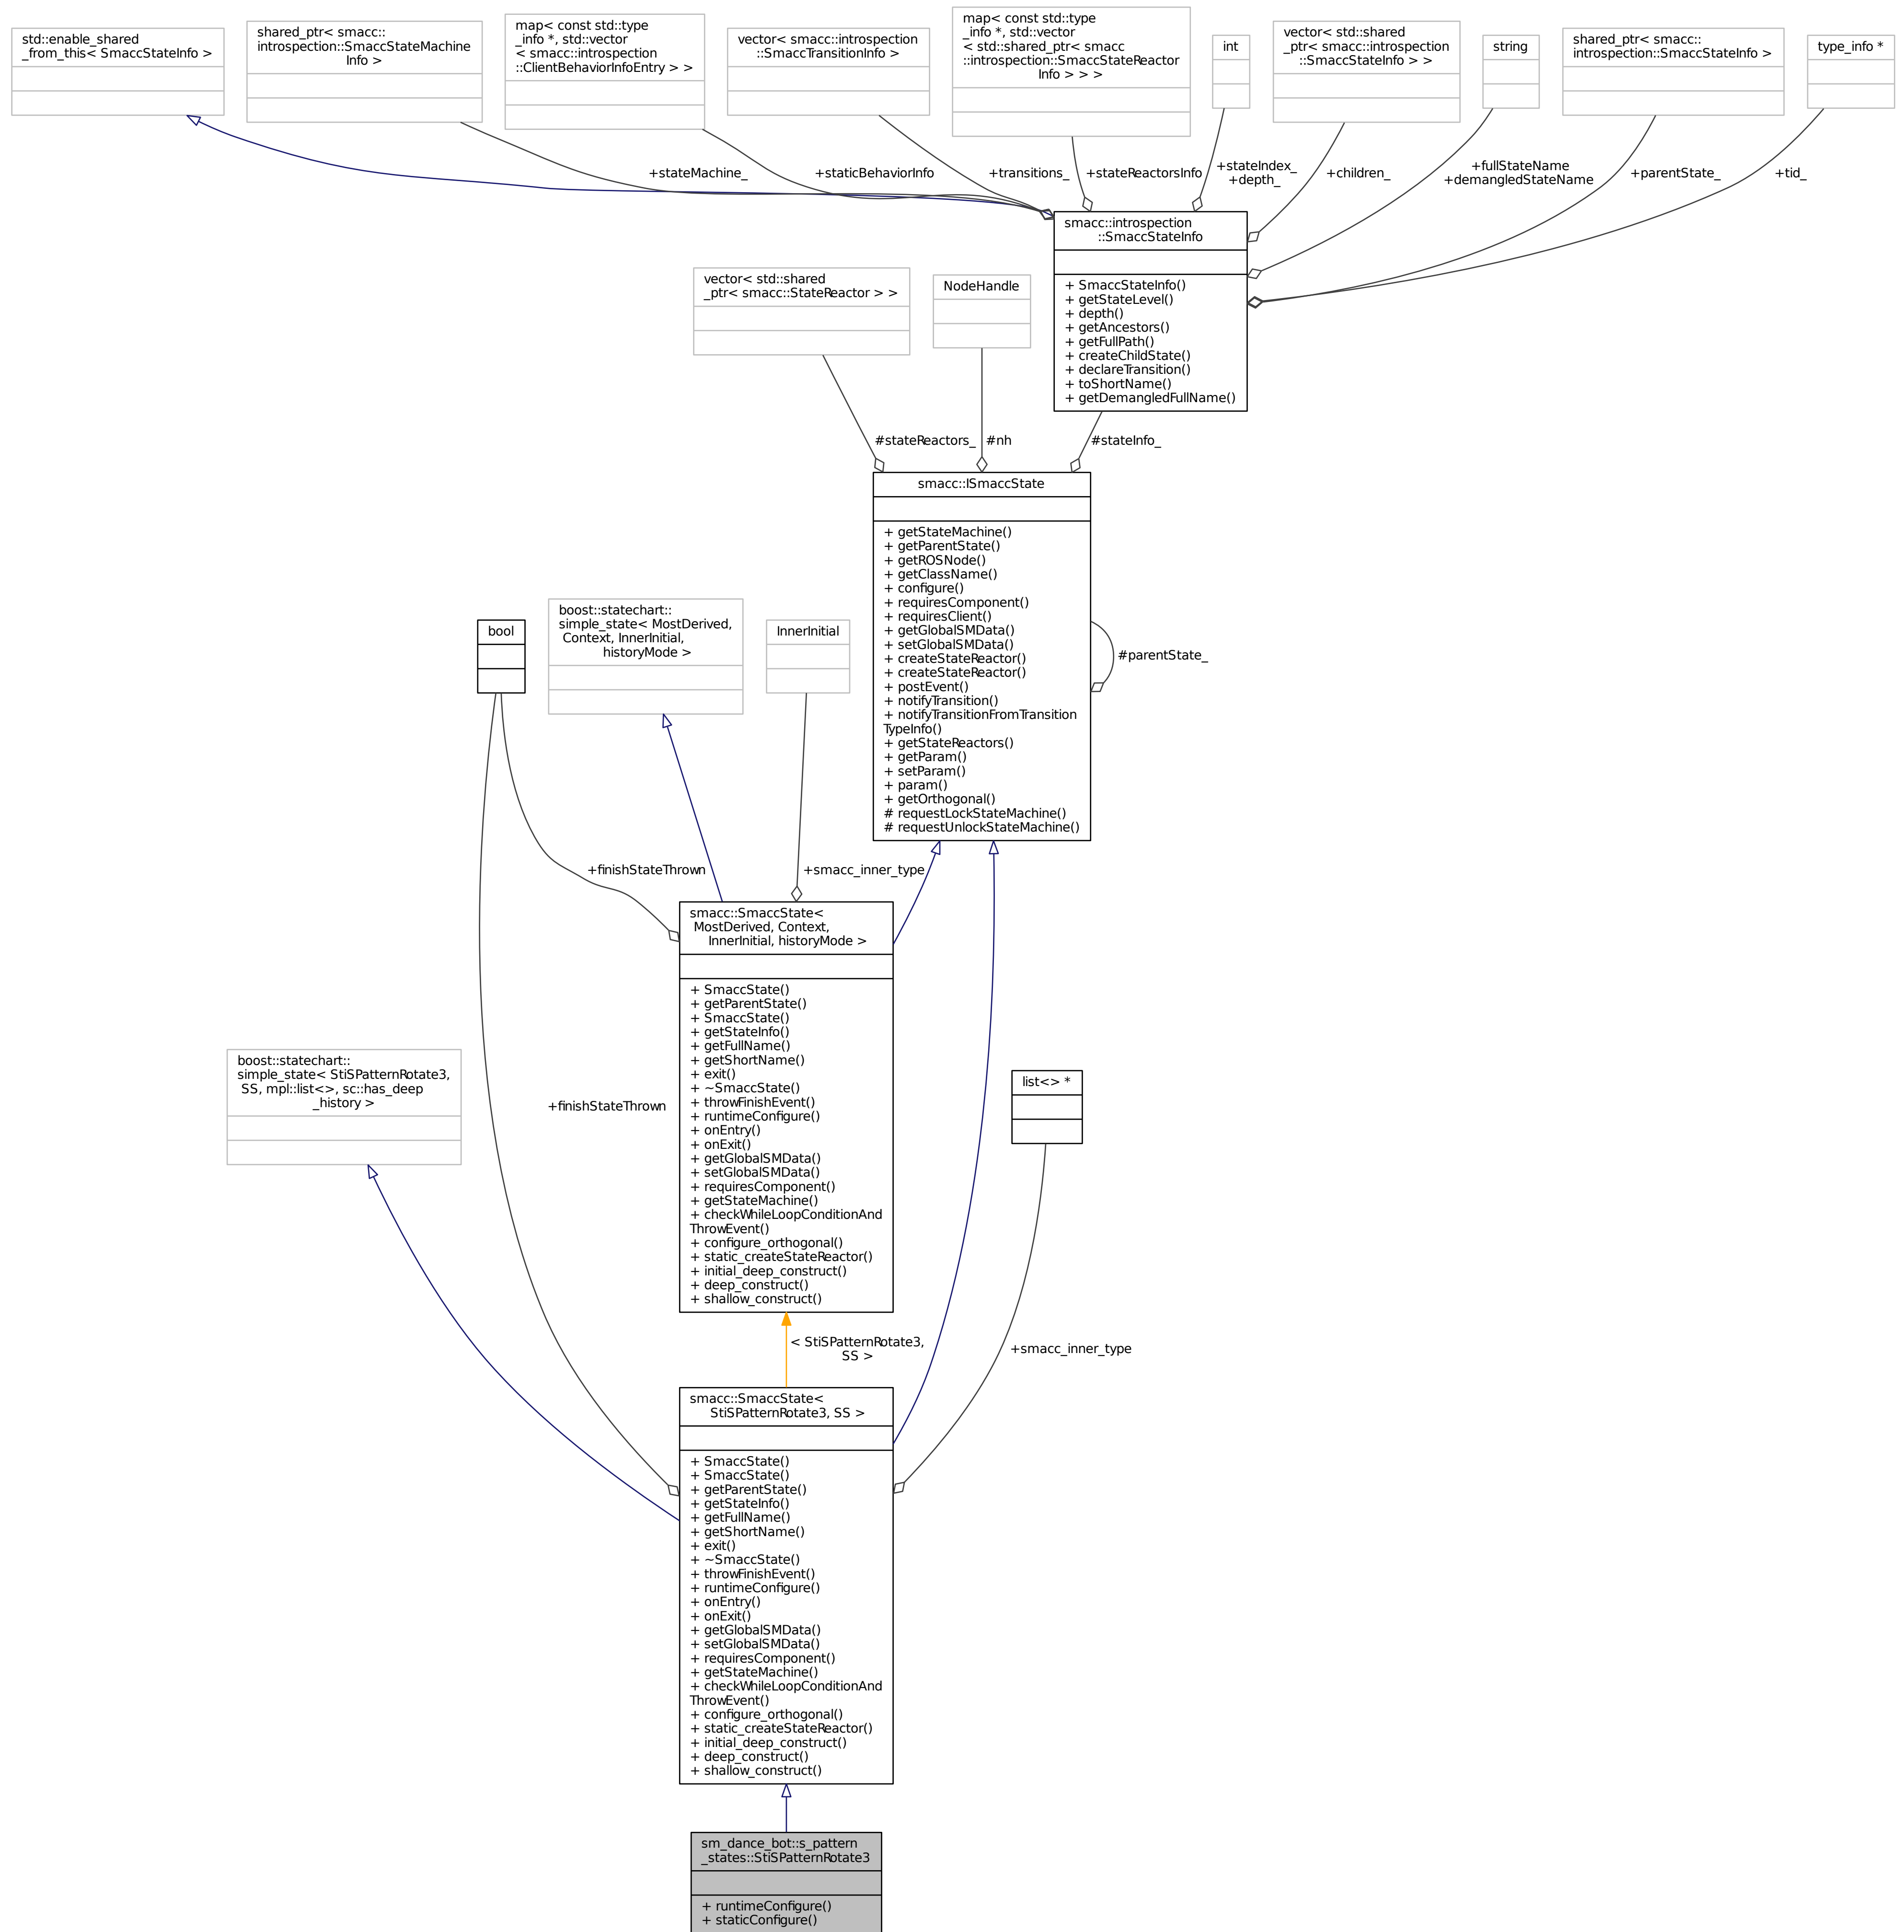 std::enable_shared
_from_this< SmaccStateInfo >
shared_ptr< smacc::
introspection::SmaccStateMachine
Info >
map< const std::type
_info *, std::vector
< smacc::introspection
::ClientBehaviorInfoEntry > >
vector< smacc::introspection
::SmaccTransitionInfo >
map< const std::type
_info *, std::vector
< std::shared_ptr< smacc
::introspection::SmaccStateReactor
Info > > >
int
vector< std::shared
_ptr< smacc::introspection
::SmaccStateInfo > >
string
shared_ptr< smacc::
introspection::SmaccStateInfo >
type_info *
+stateMachine_
+staticBehaviorInfo
+transitions_
+stateReactorsInfo
+stateIndex_
+depth_
+children_
+fullStateName
+demangledStateName
+parentState_
+tid_
smacc::introspection
::SmaccStateInfo
+ SmaccStateInfo()
+ getStateLevel()
+ depth()
+ getAncestors()
+ getFullPath()
+ createChildState()
+ declareTransition()
+ toShortName()
+ getDemangledFullName()
vector< std::shared
_ptr< smacc::StateReactor > >
NodeHandle
#stateReactors_
#nh
#stateInfo_
smacc::ISmaccState
+ getStateMachine()
+ getParentState()
+ getROSNode()
+ getClassName()
+ configure()
+ requiresComponent()
+ requiresClient()
+ getGlobalSMData()
+ setGlobalSMData()
+ createStateReactor()
+ createStateReactor()
+ postEvent()
+ notifyTransition()
+ notifyTransitionFromTransition
TypeInfo()
+ getStateReactors()
+ getParam()
+ setParam()
+ param()
+ getOrthogonal()
# requestLockStateMachine()
# requestUnlockStateMachine()
#parentState_
bool
boost::statechart::
simple_state< MostDerived,
Context, InnerInitial,
historyMode >
InnerInitial
+finishStateThrown
+smacc_inner_type
smacc::SmaccState<
MostDerived, Context,
InnerInitial, historyMode >
+ SmaccState()
+ getParentState()
+ SmaccState()
+ getStateInfo()
+ getFullName()
+ getShortName()
+ exit()
+ ~SmaccState()
+ throwFinishEvent()
+ runtimeConfigure()
+ onEntry()
+ onExit()
+ getGlobalSMData()
+ setGlobalSMData()
+ requiresComponent()
+ getStateMachine()
+ checkWhileLoopConditionAnd
ThrowEvent()
+ configure_orthogonal()
+ static_createStateReactor()
+ initial_deep_construct()
+ deep_construct()
+ shallow_construct()
boost::statechart::
simple_state< StiSPatternRotate3,
SS, mpl::list<>, sc::has_deep
_history >
+finishStateThrown
list<> *
< StiSPatternRotate3,
SS >
+smacc_inner_type
smacc::SmaccState<
StiSPatternRotate3, SS >
+ SmaccState()
+ SmaccState()
+ getParentState()
+ getStateInfo()
+ getFullName()
+ getShortName()
+ exit()
+ ~SmaccState()
+ throwFinishEvent()
+ runtimeConfigure()
+ onEntry()
+ onExit()
+ getGlobalSMData()
+ setGlobalSMData()
+ requiresComponent()
+ getStateMachine()
+ checkWhileLoopConditionAnd
ThrowEvent()
+ configure_orthogonal()
+ static_createStateReactor()
+ initial_deep_construct()
+ deep_construct()
+ shallow_construct()
sm_dance_bot::s_pattern
_states::StiSPatternRotate3
+ runtimeConfigure()
+ staticConfigure()